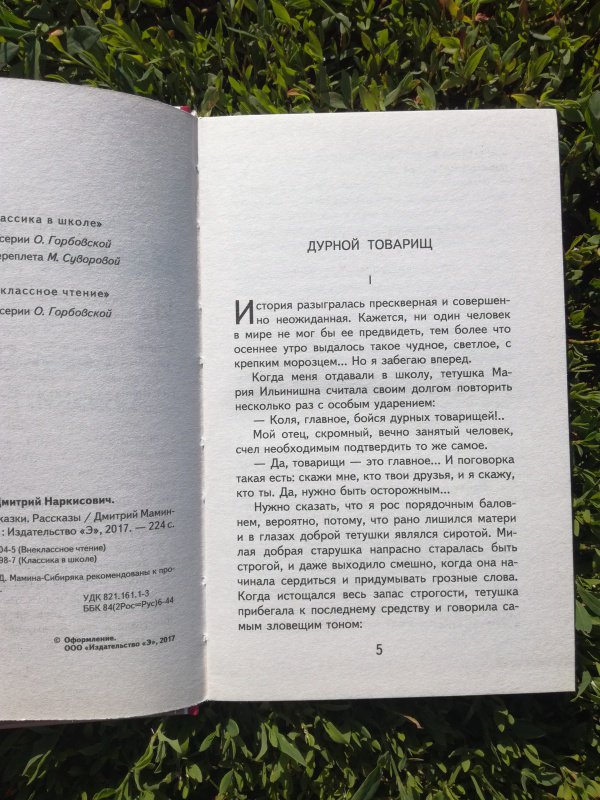 ассика в школе»
серии О. Горбовской
ереплета М. Суворовой
классное чтение»
серии О. Горбовской
Дмитрий Наркисович.
казки. Рассказы / Дмитрий Мамин-
: Издательство «Э», 2017. — 224 с.
04-5 (Внеклассное чтение)
98-7 (Классика в школе)
Д. Мамина-Сибиряка рекомендованы к про-
УДК 821.161.1-3
ББК 84(2Рос=Рус)6-44
© Оформление.
ООО «Издательство «Э», 2017
ДУРНОЙ ТОВАРИЩ
I
История разыгралась прескверная и совершен-
но неожиданная. Кажется, ни один человек
в мире не мог бы ее предвидеть, тем более что
осеннее утро выдалось такое чудное, светлое, с
крепким морозцем... Но я забегаю вперед.
Когда меня отдавали в школу, тетушка Ма-
рия Ильинишна считала своим долгом повторить
несколько раз с особым ударением:
— Коля, главное, бойся дурных товарищей!..
Мой отец, скромный, вечно занятый человек,
счел необходимым подтвердить то же самое.
— Да, товарищи — это главное... И поговорка
такая есть: скажи мне, кто твои друзья, и я скажу,
кто ты. Да, нужно быть осторожным...
Нужно сказать, что я рос порядочным балов-
нем, вероятно, потому, что рано лишился матери
и в глазах доброй тетушки являлся сиротой. Ми-
лая добрая старушка напрасно старалась быть
строгой, и даже выходило смешно, когда она на-
чинала сердиться и придумывать грозные слова.
Когда истощался весь запас строгости, тетушка
прибегала к последнему средству и говорила са-
мым зловещим тоном:
5